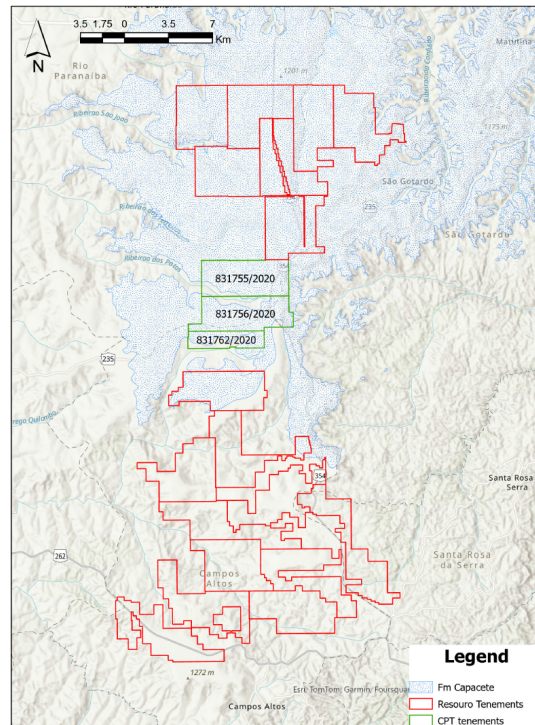 3.5 1.75 0 3.5 7
Km
N
Rio
Paranaiba
Matutina
1201 m
Ribeirão São João
1175 m
São Gotardo
235
São Gotardo
Ribeirão dos Patos
354
831755/2020
831756/2020
831762/2020
235
354
Santa Rosa
Serra
Santa Rosa
da Serra
262
Campos
Altos
1272 m
Campos Altos
Esri, TomTom, Garmin, Foursqua
Legend
Fm Capacete
Resouro Tenements
CPT tenements